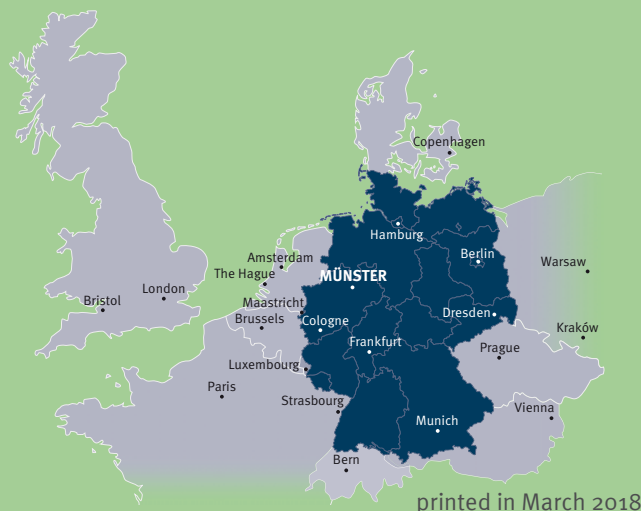 Copenhagen
Hamburg
Amsterdam
Berlin
Warsaw
The Hague
MÜNSTER
London
Bristol
Maastricht
Brussels
Cologne
Dresden
Kraków
Frankfurt
Prague
Luxembourg
Paris
Strasbourg
Vienna
Munich
Bern
printed in March 2018